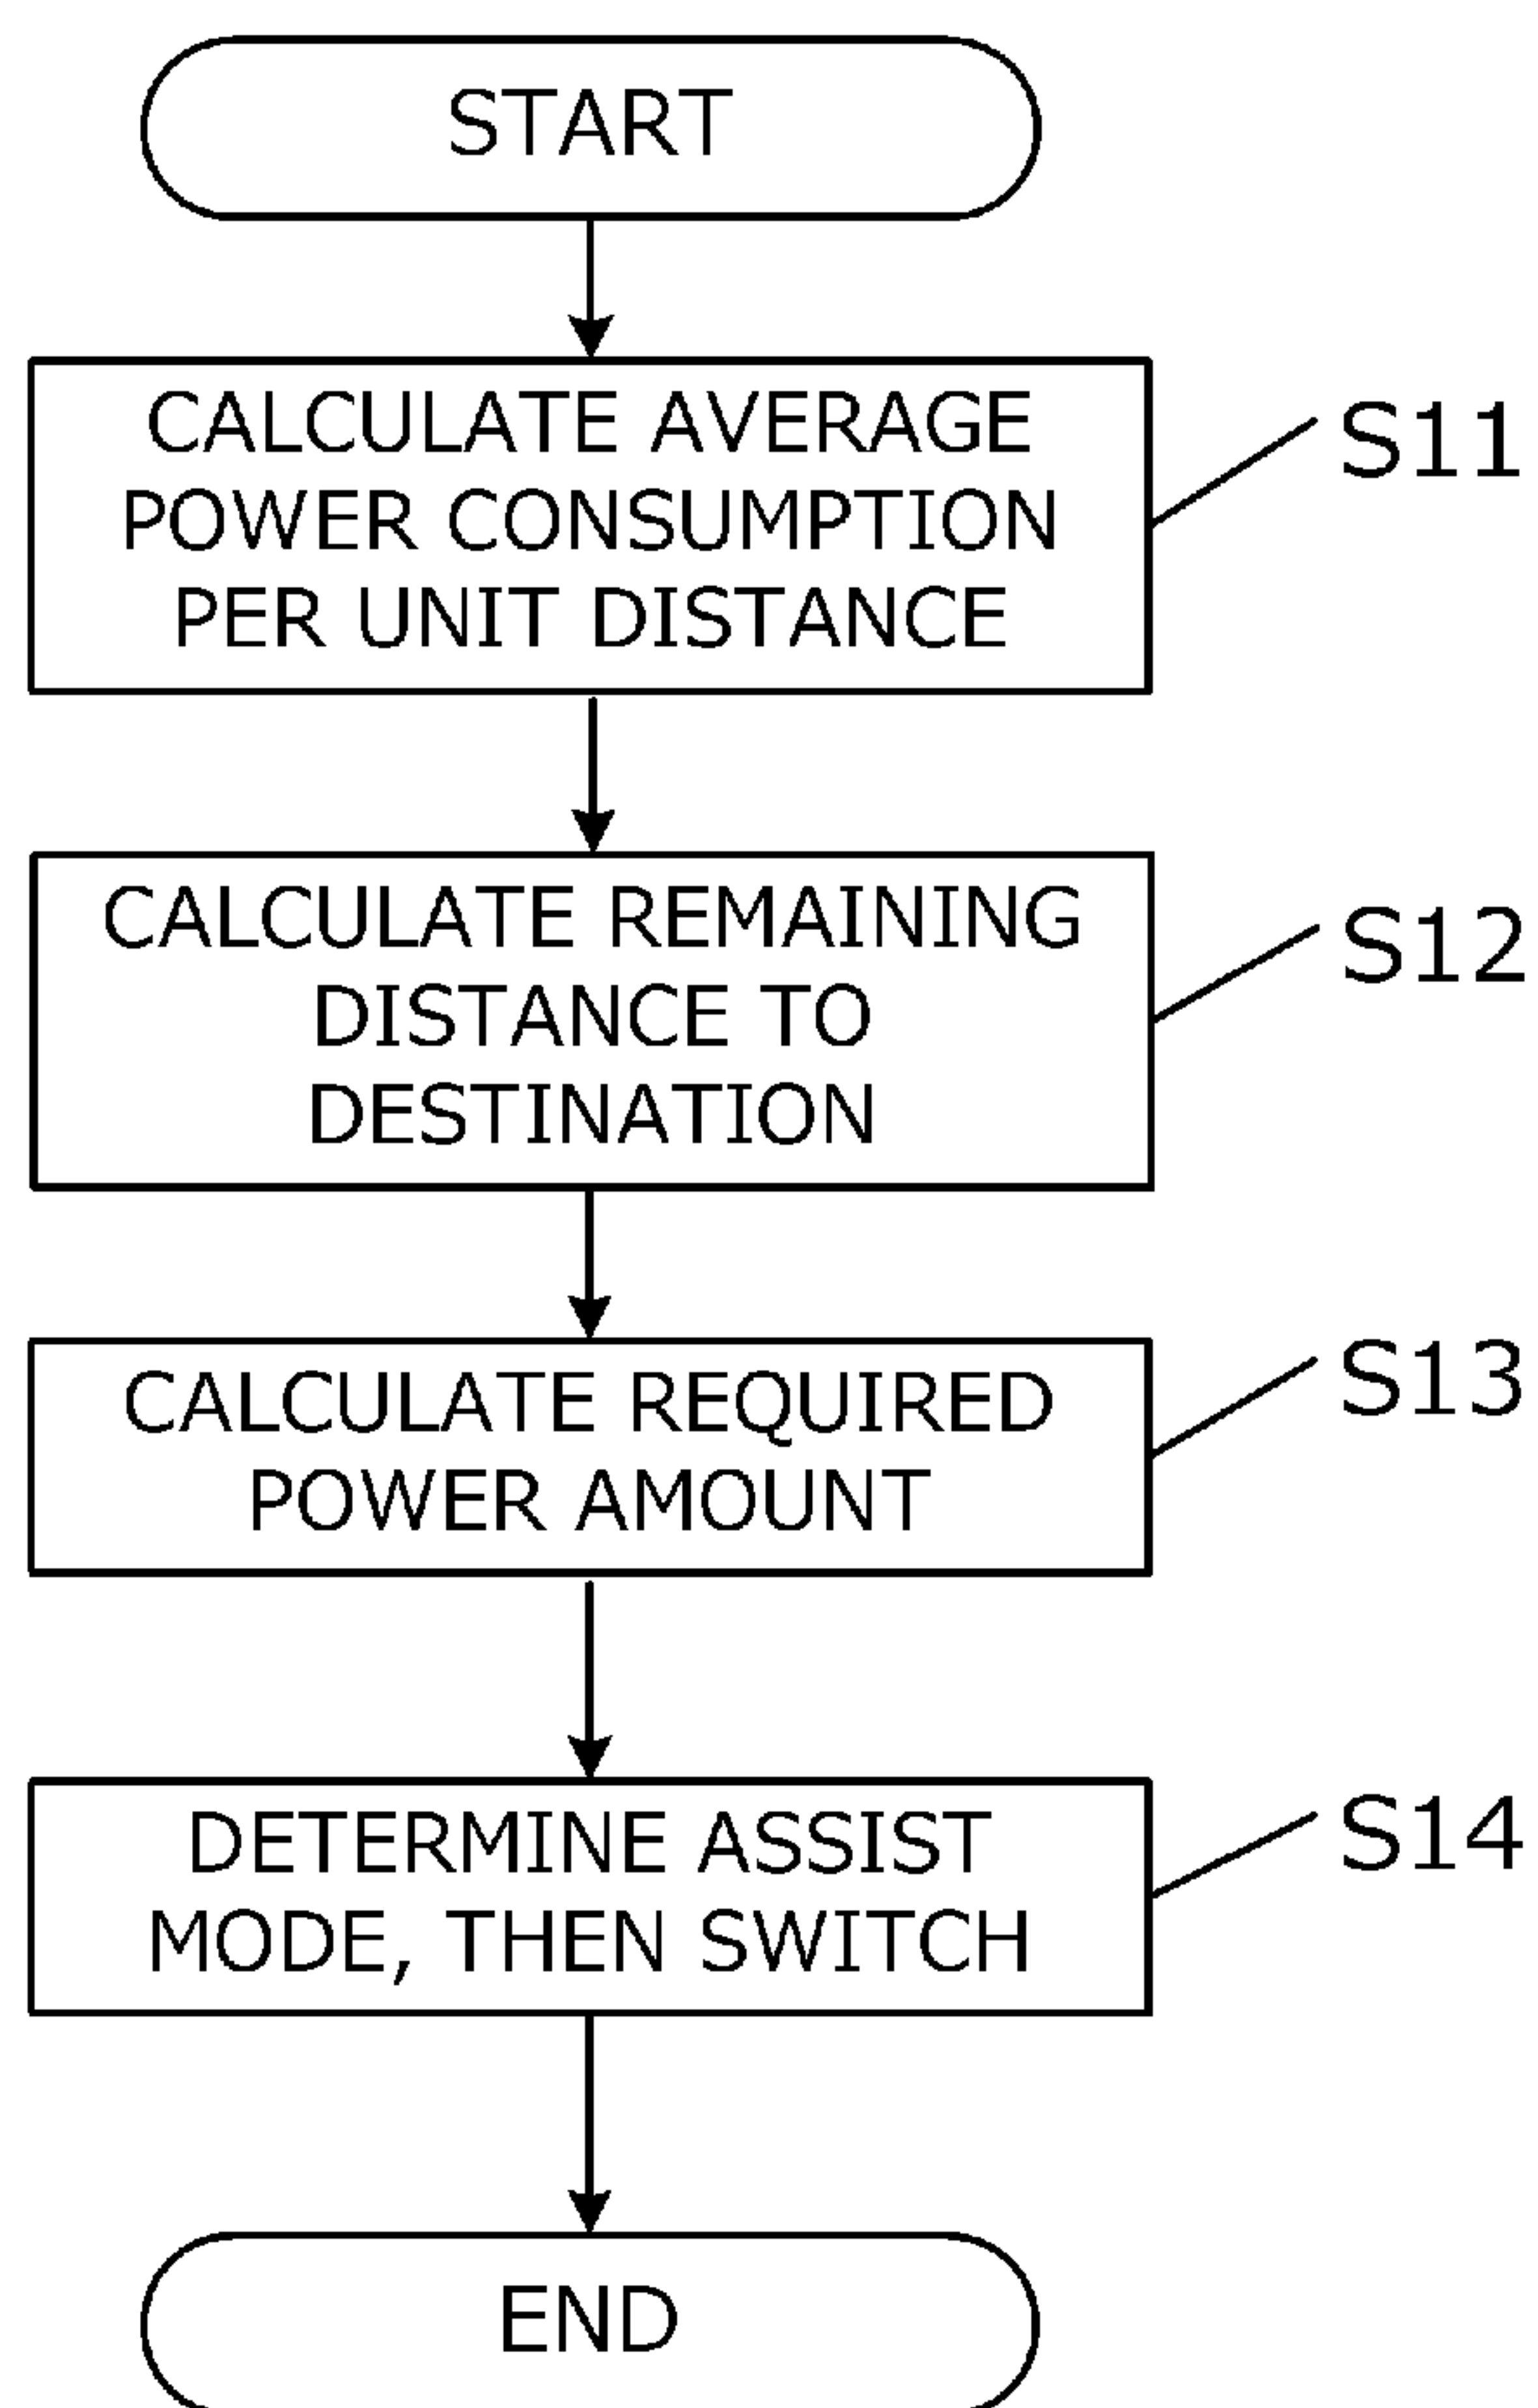 START
CALCULATE AVERAGE
POWER CONSUMPTION
PER UNIT DISTANCE
S11
CALCULATE REMAINING
DISTANCE TO
DESTINATION
S12
CALCULATE REQUIRED
POWER AMOUNT
S13
DETERMINE ASSIST
MODE, THEN SWITCH
S14
END